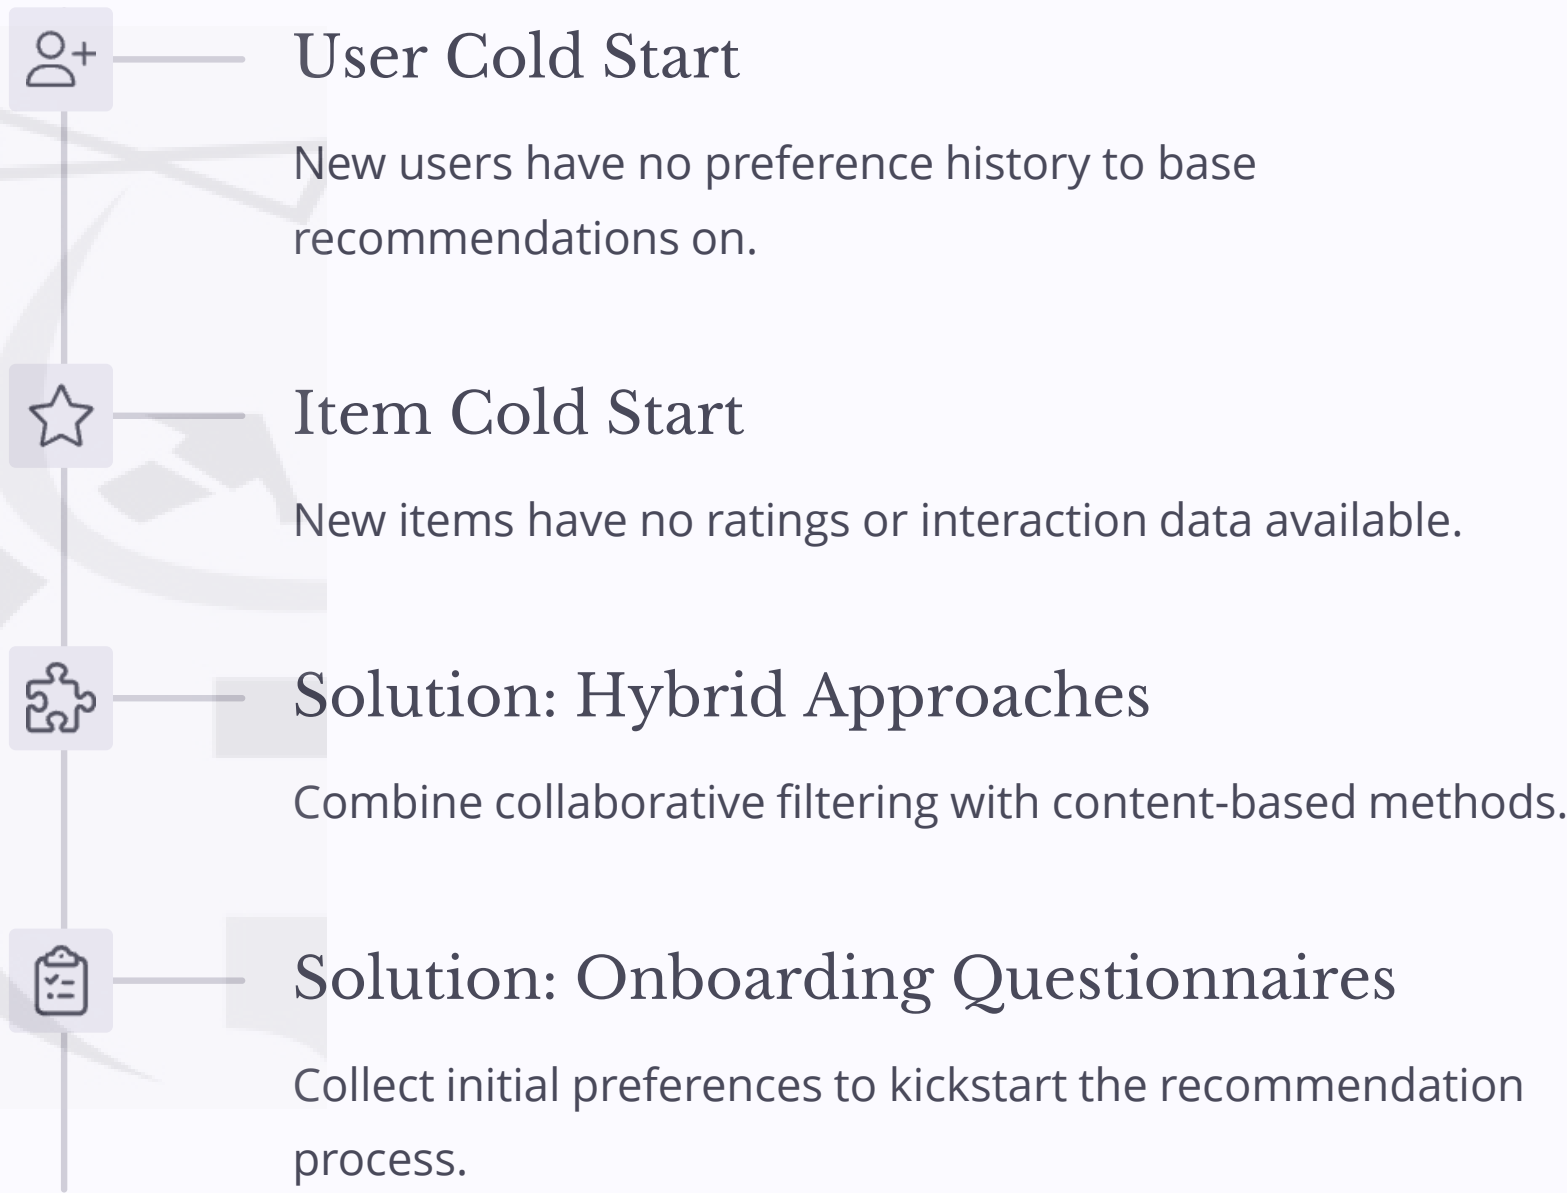 User Cold Start
New users have no preference history to base
recommendations on.
Item Cold Start
New items have no ratings or interaction data available.
Solution: Hybrid Approaches
Combine collaborative filtering with content-based methods.
Solution: Onboarding Questionnaires
Collect initial preferences to kickstart the recommendation
process.